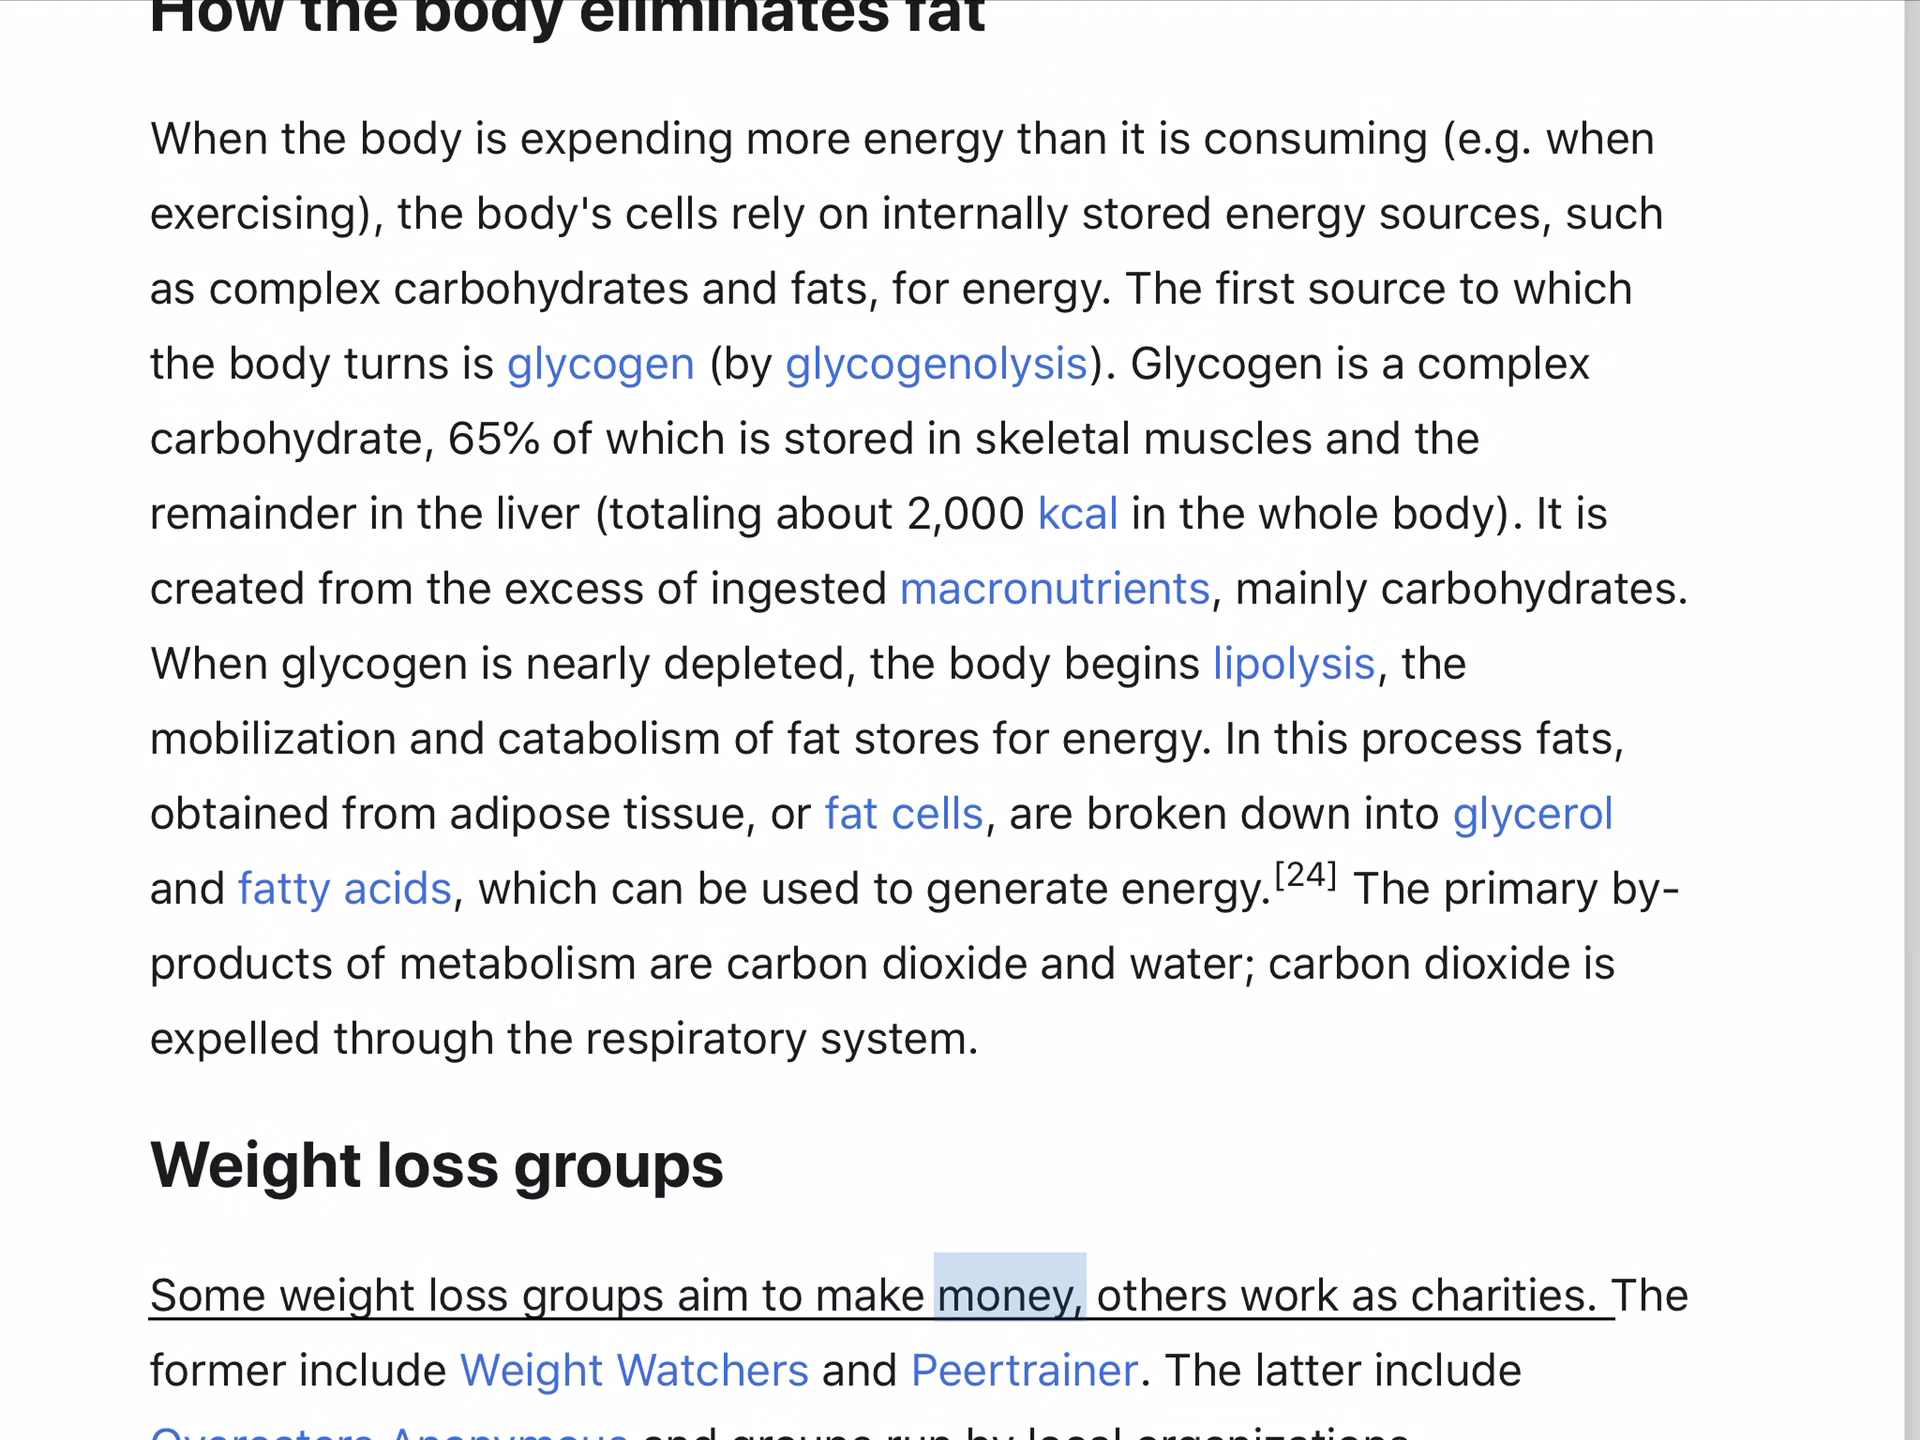 How the body eliminates fat
When the body is expending more energy than it is consuming (e.g. when
exercising), the body's cells rely on internally stored energy sources, such
as complex carbohydrates and fats, for energy. The first source to which
the body turns is glycogen (by glycogenolysis). Glycogen is a complex
carbohydrate, 65% of which is stored in skeletal muscles and the
remainder in the liver (totaling about 2,000 kcal in the whole body). It is
created from the excess of ingested macronutrients, mainly carbohydrates.
When glycogen is nearly depleted, the body begins lipolysis, the
mobilization and catabolism of fat stores for energy. In this process fats,
obtained from adipose tissue, or fat cells, are broken down into glycerol
and fatty acids, which can be used to generate energy.[24] The primary by-
products of metabolism are carbon dioxide and water; carbon dioxide is
expelled through the respiratory system.
Weight loss groups
Some weight loss groups aim to make money, others work as charities. The
former include Weight Watchers and Peertrainer. The latter include
Overeaters Anonymous and groups run by local organizations.